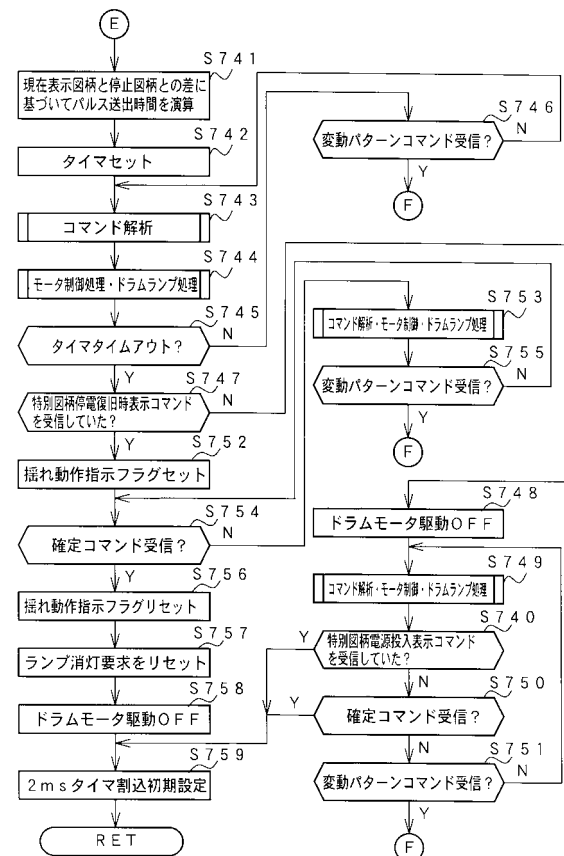 E
S741
現在表示図柄と停止図柄との差に
基づいてパルス送出時間を演算
S742
タイマセット
S743
コマンド解析
S744
モータ制御処理・ドラムランプ処理
S745
タイマタイムアウト？
N
Y
S747
特別図柄停電復旧時表示コマンド
を受信していた？
N
Y
S752
揺れ動作指示フラグセット
S754
確定コマンド受信？
N
Y
S756
揺れ動作指示フラグリセット
S757
ランプ消灯要求をリセット
S758
ドラムモータ駆動OFF
S759
2msタイマ割込初期設定
RET
S746
変動パターンコマンド受信？
N
Y
F
S753
コマンド解析・モータ制御・ドラムランプ処理
S755
変動パターンコマンド受信？
N
Y
F
S748
ドラムモータ駆動OFF
S749
コマンド解析・モータ制御・ドラムランプ処理
S740
Y
特別図柄電源投入表示コマンド
を受信していた？
N
S750
Y
確定コマンド受信？
N
S751
変動パターンコマンド受信？
N
Y
F